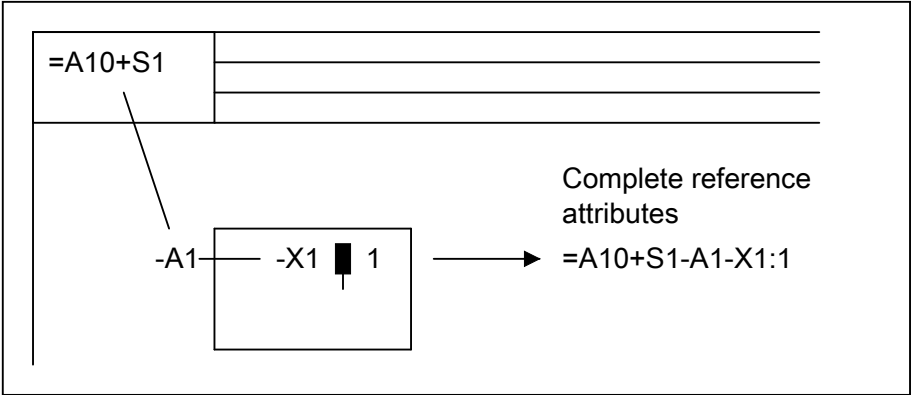 =A10+S1
Complete reference
attributes
-A1 -X1 1 =A10+S1-A1-X1:1